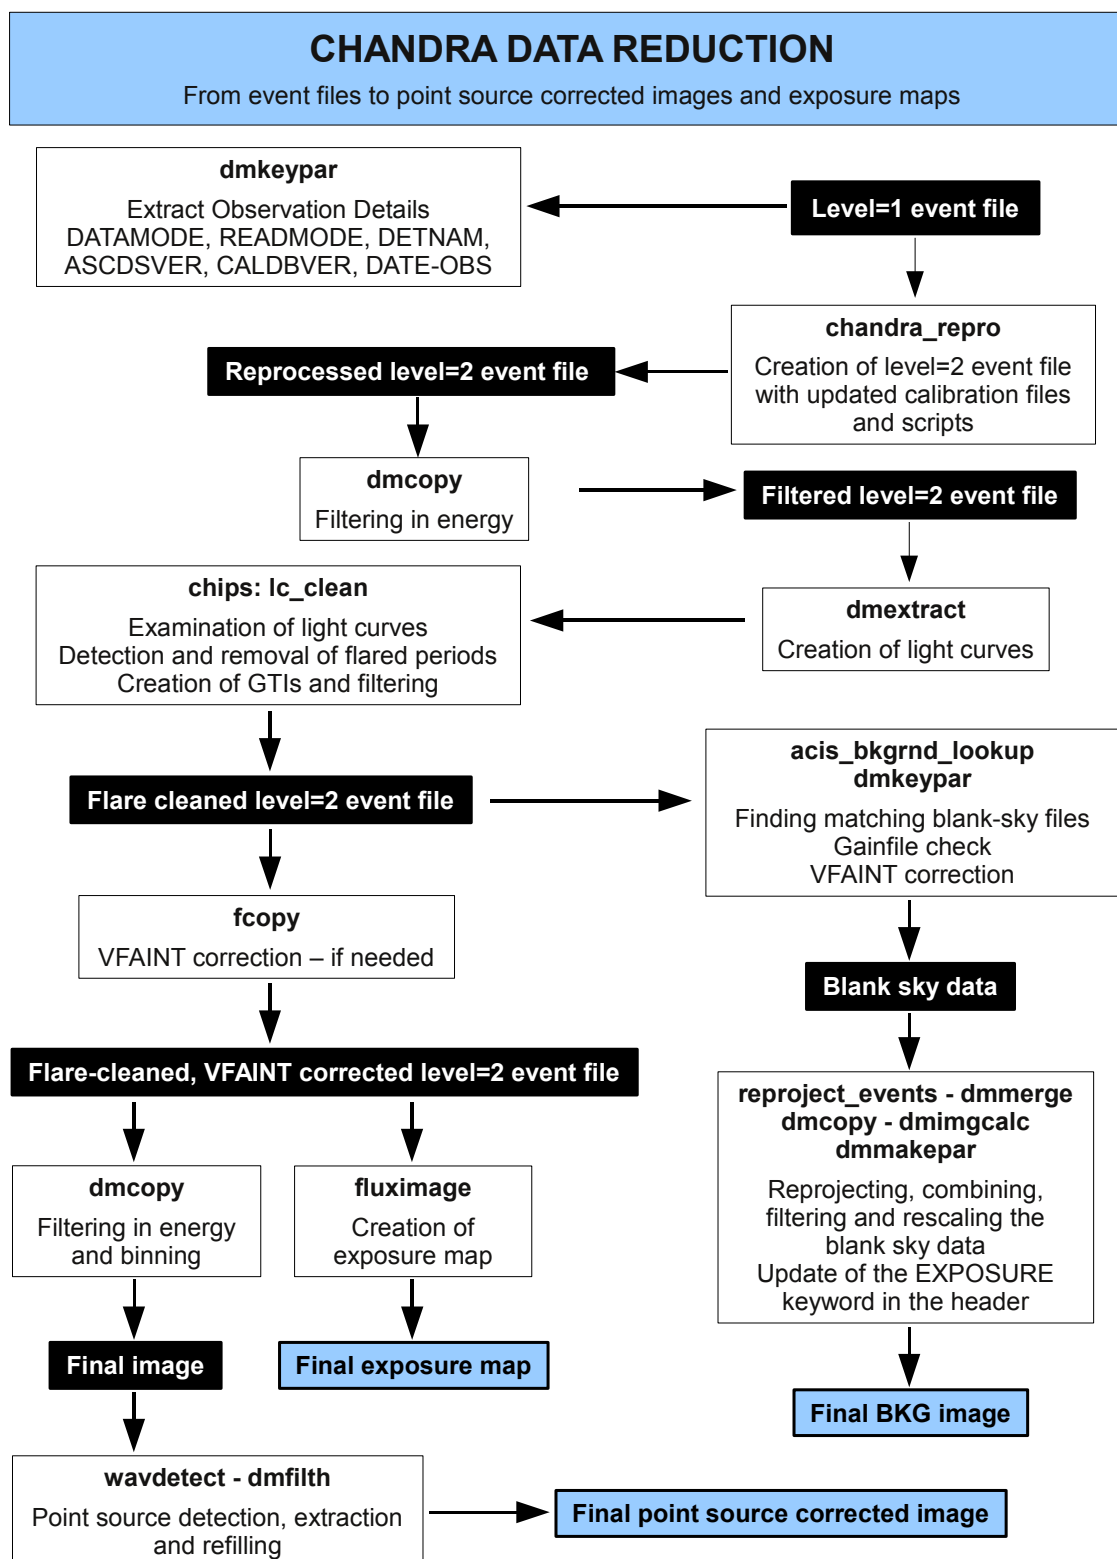 CHANDRA DATA REDUCTION
From event files to point source corrected images and exposure maps
dmkeypar
Extract Observation Details
DATAMODE, READMODE, DETNAM,
ASCDSVER, CALDBVER, DATE-OBS
Level=1 event file
chandra_repro
Creation of level=2 event file
with updated calibration files
and scripts
Reprocessed level=2 event file
dmcopy
Filtering in energy
Filtered level=2 event file
dmextract
Creation of light curves
chips: lc_clean
Examination of light curves
Detection and removal of flared periods
Creation of GTIs and filtering
Flare cleaned level=2 event file
acis_bkgrnd_lookup
dmkeypar
Finding matching blank-sky files
Gainfile check
VFAINT correction
fcopy
VFAINT correction – if needed
Blank sky data
Flare-cleaned, VFAINT corrected level=2 event file
reproject_events - dmmerge
dmcopy - dmimgcalc
dmmakepar
Reprojecting, combining,
filtering and rescaling the
blank sky data
Update of the EXPOSURE
keyword in the header
dmcopy
Filtering in energy
and binning
fluximage
Creation of
exposure map
Final image
Final exposure map
Final BKG image
wavdetect - dmfilth
Point source detection, extraction
and refilling
Final point source corrected image